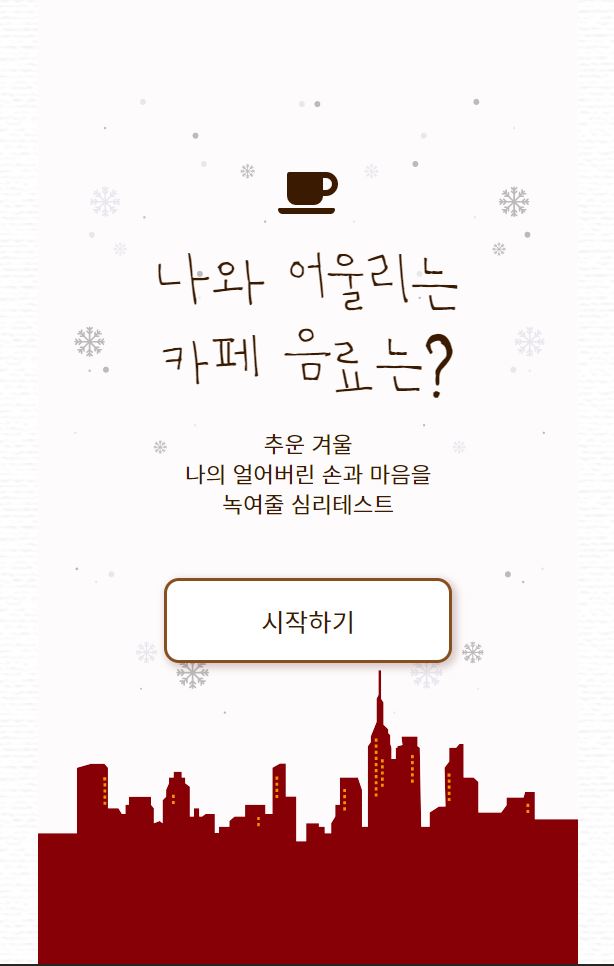 나와 어울리는
카페 음료는?
추운 겨울
나의 얼어버린 손과 마음을
녹여줄 심리테스트
시작하기